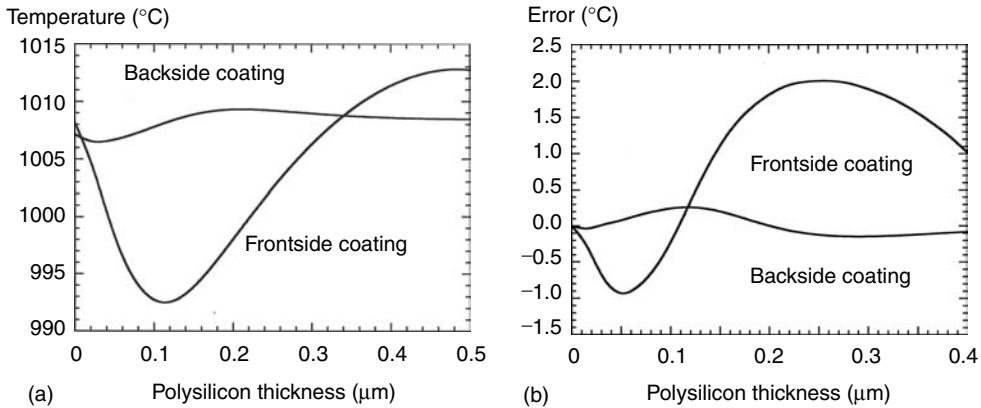 Temperature (°C)
1015
1010
1005
1000
995
990
0
0.1
0.2
0.3
0.4
0.5
Backside coating
Frontside coating
(a)
Polysilicon thickness (μm)
Error (°C)
2.5
2.0
1.5
1.0
0.5
0.0
−0.5
−1.0
−1.5
0
0.1
0.2
0.3
0.4
Frontside coating
Backside coating
(b)
Polysilicon thickness (μm)